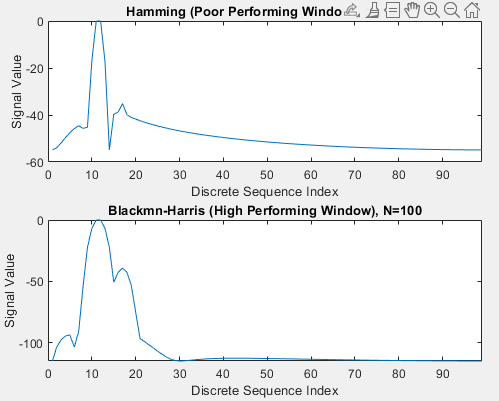 Hamming (Poor Performing Windo
0
-20
-40
-60
Signal Value
0 10 20 30 40 50 60 70 80 90
Discrete Sequence Index
Blackmn-Harris (High Performing Window), N=100
0
-50
-100
Signal Value
0 10 20 30 40 50 60 70 80 90
Discrete Sequence Index